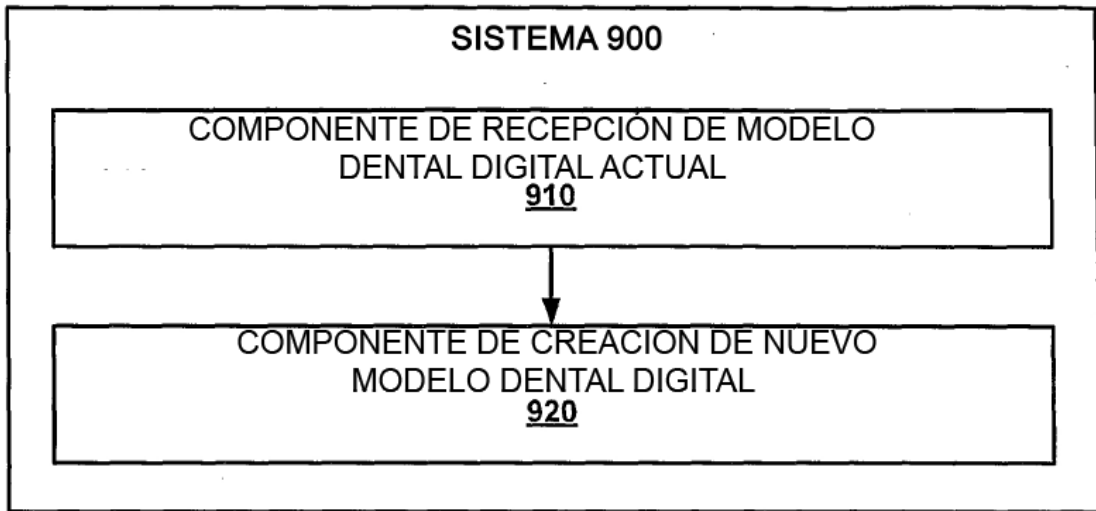 SISTEMA 900
COMPONENTE DE RECEPCIÓN DE MODELO
DENTAL DIGITAL ACTUAL
910
COMPONENTE DE CREACION DE NUEVO
MODELO DENTAL DIGITAL
920